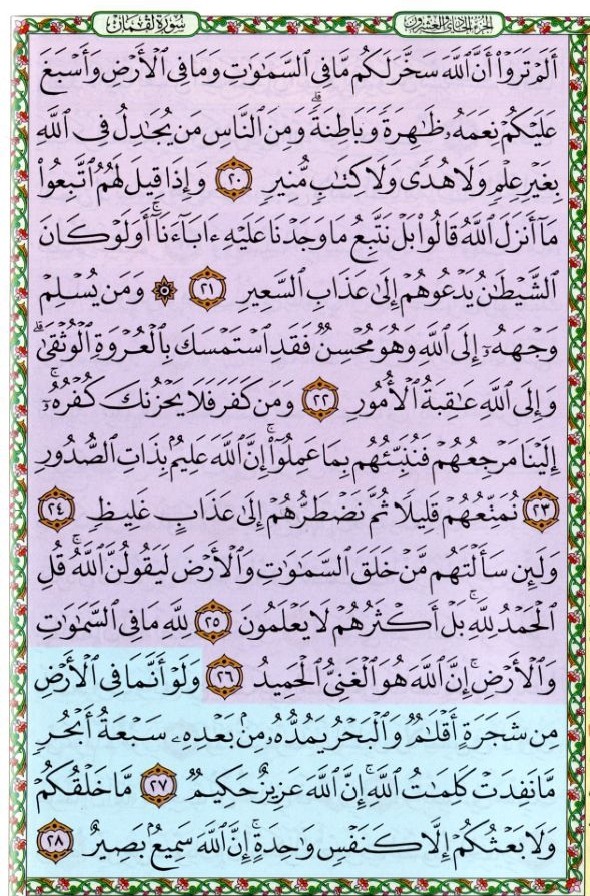 سورة لقمان الجزء الحادي والعشرون
أَلَمْ تَرَوْا۟ أَنَّ ٱللَّهَ سَخَّرَ لَكُم مَّا فِى ٱلسَّمَـٰوَٰتِ وَمَا فِى ٱلْأَرْضِ وَأَسْبَغَ
عَلَيْكُمْ نِعَمَهُۥ ظَـٰهِرَةً وَبَاطِنَةً ۗ وَمِنَ ٱلنَّاسِ مَن يُجَـٰدِلُ فِى ٱللَّهِ
بِغَيْرِ عِلْمٍ وَلَا هُدًى وَلَا كِتَـٰبٍ مُّنِيرٍ ٢٠ وَإِذَا قِيلَ لَهُمُ ٱتَّبِعُوا۟
مَآ أَنزَلَ ٱللَّهُ قَالُوا۟ بَلْ نَتَّبِعُ مَا وَجَدْنَا عَلَيْهِ ءَابَآءَنَآ ۚ أَوَلَوْ كَانَ
ٱلشَّيْطَـٰنُ يَدْعُوهُمْ إِلَىٰ عَذَابِ ٱلسَّعِيرِ ٢١ ۞ وَمَن يُسْلِمْ
وَجْهَهُۥٓ إِلَى ٱللَّهِ وَهُوَ مُحْسِنٌ فَقَدِ ٱسْتَمْسَكَ بِٱلْعُرْوَةِ ٱلْوُثْقَىٰ ۗ
وَإِلَى ٱللَّهِ عَـٰقِبَةُ ٱلْأُمُورِ ٢٢ وَمَن كَفَرَ فَلَا يَحْزُنكَ كُفْرُهُۥٓ ۚ
إِلَيْنَا مَرْجِعُهُمْ فَنُنَبِّئُهُم بِمَا عَمِلُوٓا۟ ۚ إِنَّ ٱللَّهَ عَلِيمٌۢ بِذَاتِ ٱلصُّدُورِ
٢٣ نُمَتِّعُهُمْ قَلِيلًا ثُمَّ نَضْطَرُّهُمْ إِلَىٰ عَذَابٍ غَلِيظٍ ٢٤
وَلَئِن سَأَلْتَهُم مَّنْ خَلَقَ ٱلسَّمَـٰوَٰتِ وَٱلْأَرْضَ لَيَقُولُنَّ ٱللَّهُ ۚ قُلِ
ٱلْحَمْدُ لِلَّهِ ۚ بَلْ أَكْثَرُهُمْ لَا يَعْلَمُونَ ٢٥ لِلَّهِ مَا فِى ٱلسَّمَـٰوَٰتِ
وَٱلْأَرْضِ ۚ إِنَّ ٱللَّهَ هُوَ ٱلْغَنِىُّ ٱلْحَمِيدُ ٢٦ وَلَوْ أَنَّمَا فِى ٱلْأَرْضِ
مِن شَجَرَةٍ أَقْلَـٰمٌ وَٱلْبَحْرُ يَمُدُّهُۥ مِنۢ بَعْدِهِۦ سَبْعَةُ أَبْحُرٍ
مَّا نَفِدَتْ كَلِمَـٰتُ ٱللَّهِ ۗ إِنَّ ٱللَّهَ عَزِيزٌ حَكِيمٌ ٢٧ مَّا خَلْقُكُمْ
وَلَا بَعْثُكُمْ إِلَّا كَنَفْسٍ وَٰحِدَةٍ ۗ إِنَّ ٱللَّهَ سَمِيعٌۢ بَصِيرٌ ٢٨